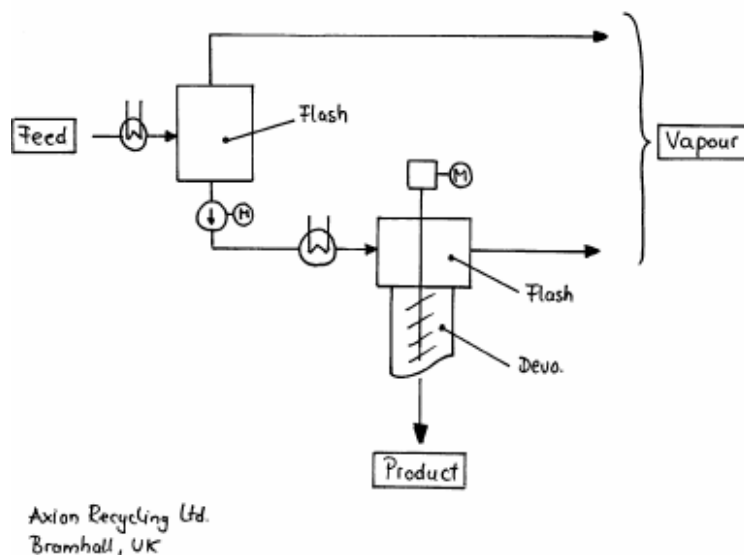 Feed
Flash
Vapour
M
M
Flash
Devo.
Product
Axion Recycling Ltd.
Bramhall, UK